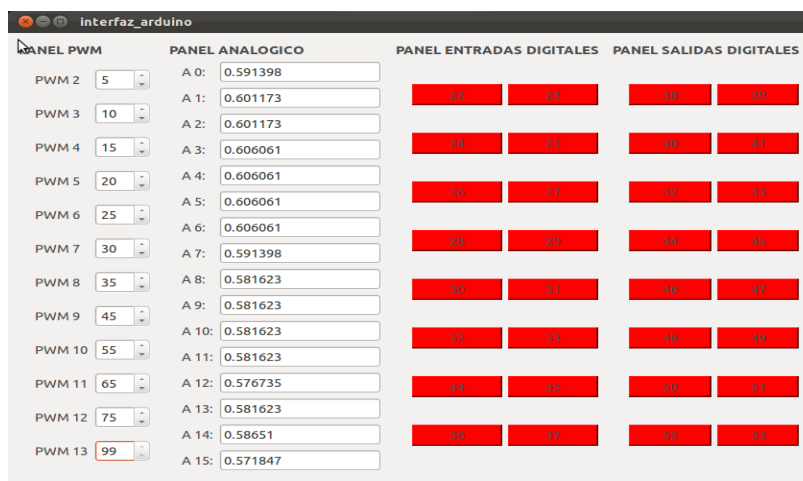 interfaz_arduino
PANEL PWM
PWM 2 5
PWM 3 10
PWM 4 15
PWM 5 20
PWM 6 25
PWM 7 30
PWM 8 35
PWM 9 45
PWM 10 55
PWM 11 65
PWM 12 75
PWM 13 99
PANEL ANALOGICO
A 0: 0.591398
A 1: 0.601173
A 2: 0.601173
A 3: 0.606061
A 4: 0.606061
A 5: 0.606061
A 6: 0.606061
A 7: 0.591398
A 8: 0.581623
A 9: 0.581623
A 10: 0.581623
A 11: 0.581623
A 12: 0.576735
A 13: 0.581623
A 14: 0.58651
A 15: 0.571847
PANEL ENTRADAS DIGITALES
22 23
24 25
26 27
28 29
30 31
32 33
34 35
36 37
PANEL SALIDAS DIGITALES
38 39
40 41
42 43
44 45
46 47
48 49
50 51
52 53